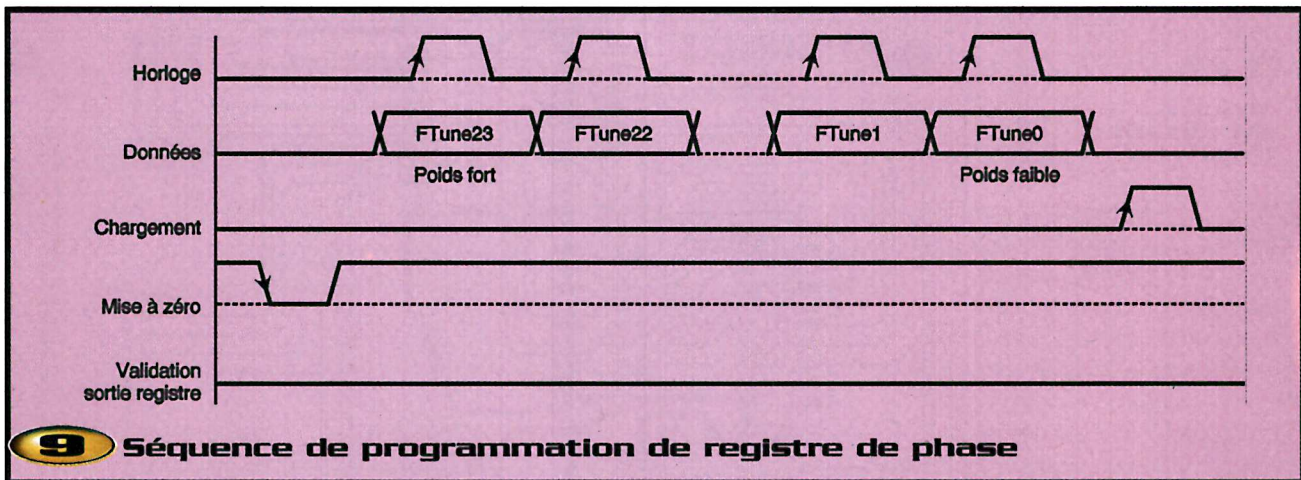 Horloge
FTune23 FTune22 FTune1 FTune0
Données
Poids fort Poids faible
Chargement
Mise à zéro
Validation
sortie registre
9 Séquence de programmation de registre de phase